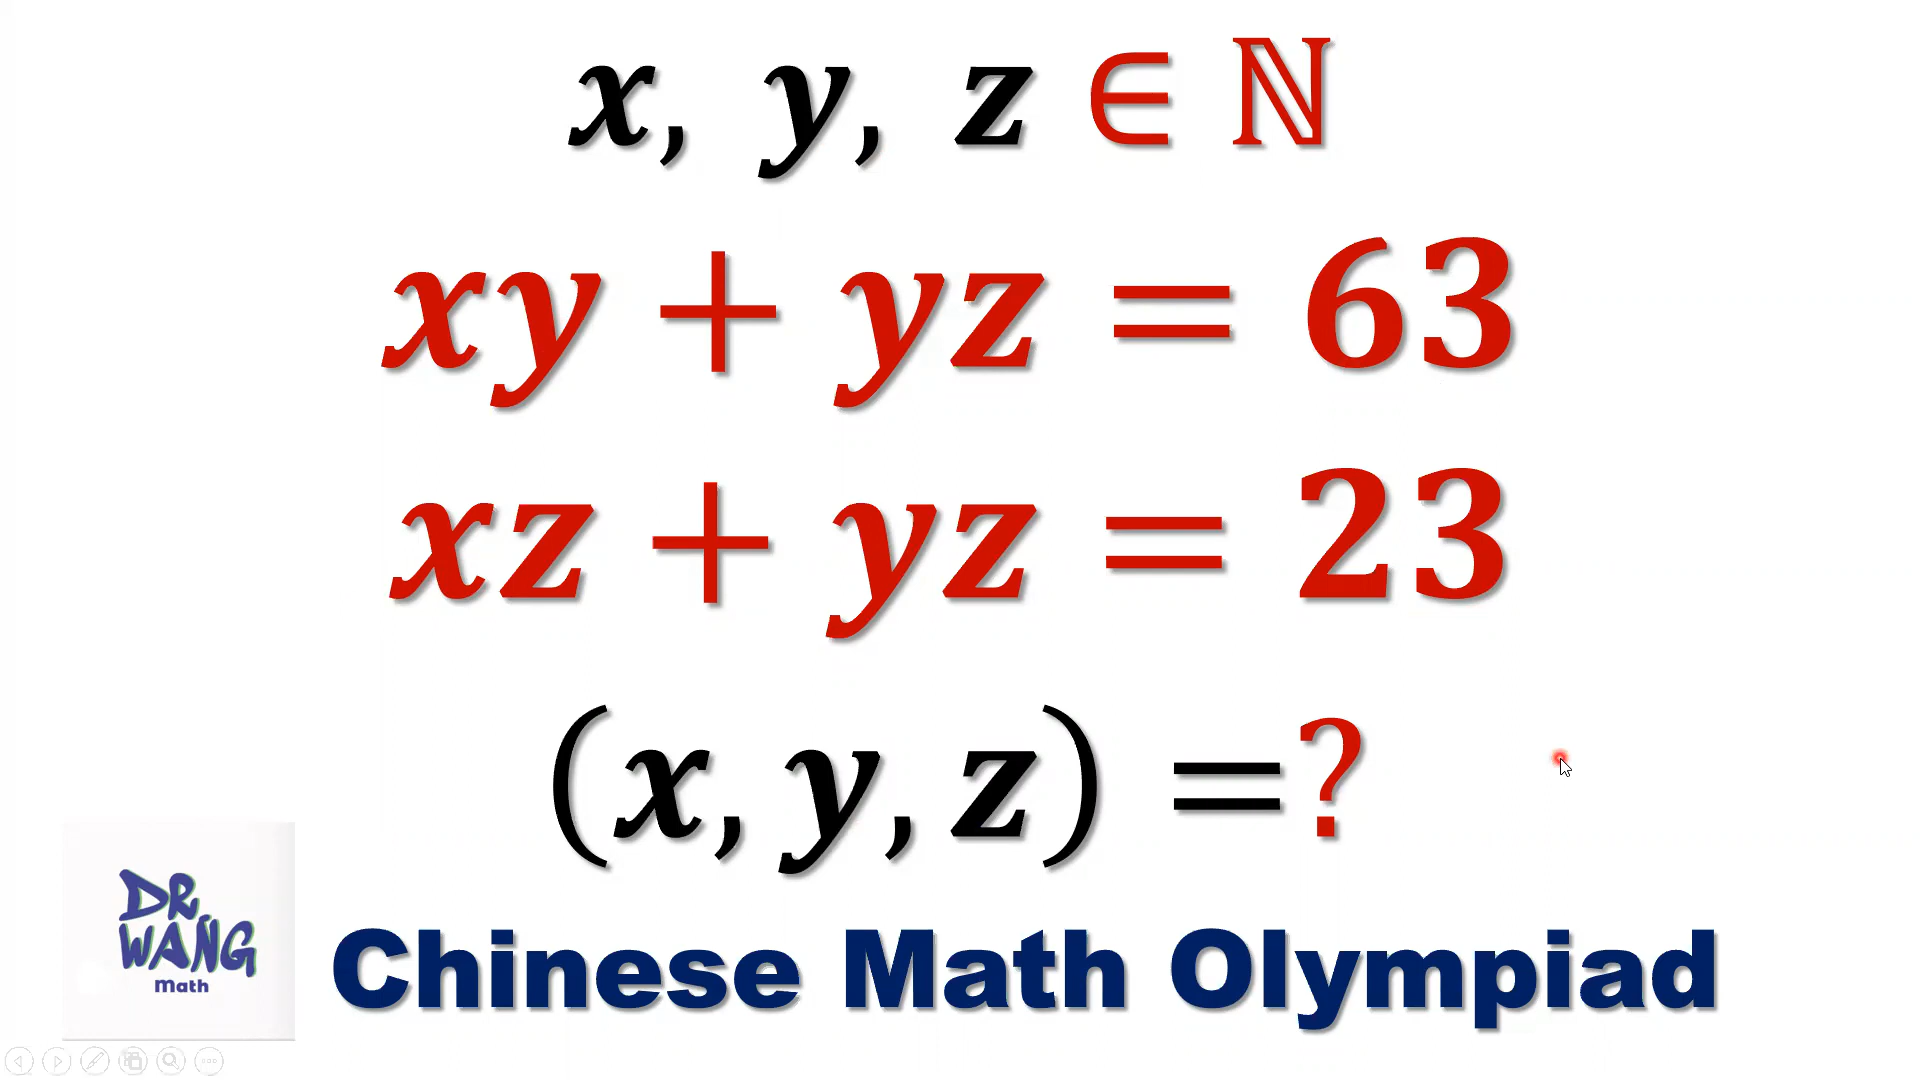 x, y, z ∈ ℕ
xy + yz = 63
xz + yz = 23
(x, y, z) =?
DR
WANG
Math
Chinese Math Olympiad